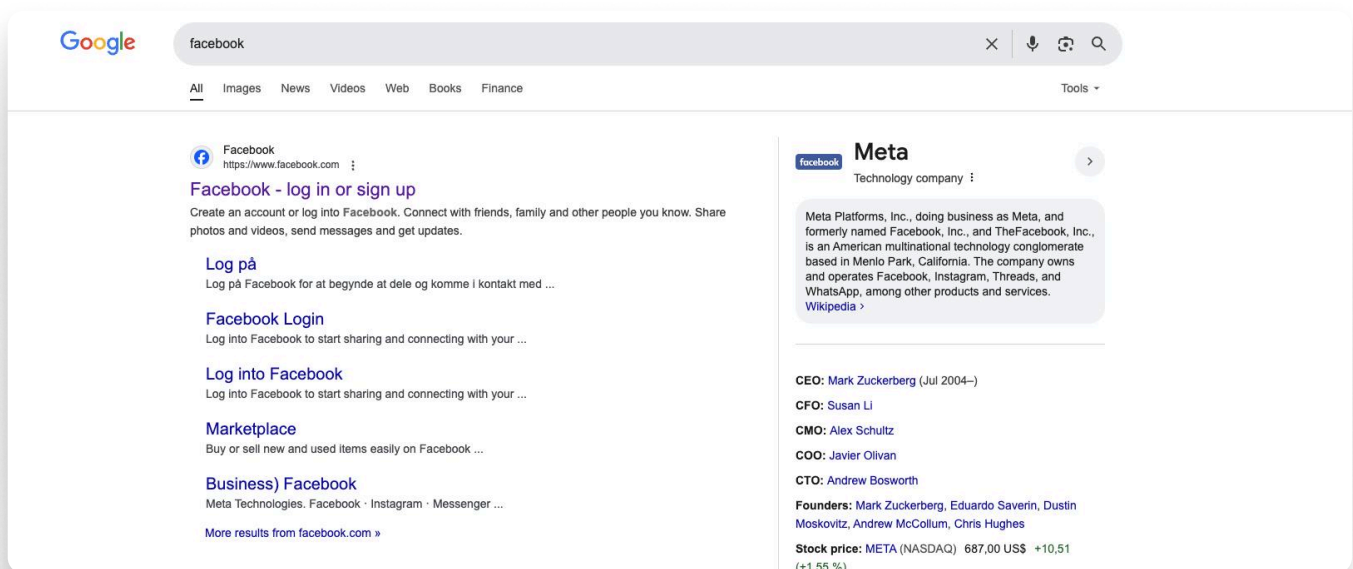 Google
facebook
All Images News Videos Web Books Finance Tools
Facebook
https://www.facebook.com
Facebook - log in or sign up
Create an account or log into Facebook. Connect with friends, family and other people you know. Share
photos and videos, send messages and get updates.
Log på
Log på Facebook for at begynde at dele og komme i kontakt med ...
Facebook Login
Log into Facebook to start sharing and connecting with your ...
Log into Facebook
Log into Facebook to start sharing and connecting with your ...
Marketplace
Buy or sell new and used items easily on Facebook ...
Business) Facebook
Meta Technologies. Facebook · Instagram · Messenger ...
More results from facebook.com »
facebook
Meta
Technology company
Meta Platforms, Inc., doing business as Meta, and
formerly named Facebook, Inc., and TheFacebook, Inc.,
is an American multinational technology conglomerate
based in Menlo Park, California. The company owns
and operates Facebook, Instagram, Threads, and
WhatsApp, among other products and services.
Wikipedia ›
CEO: Mark Zuckerberg (Jul 2004–)
CFO: Susan Li
CMO: Alex Schultz
COO: Javier Olivan
CTO: Andrew Bosworth
Founders: Mark Zuckerberg, Eduardo Saverin, Dustin
Moskovitz, Andrew McCollum, Chris Hughes
Stock price: META (NASDAQ) 687,00 US$ +10,51
(+1,55 %)